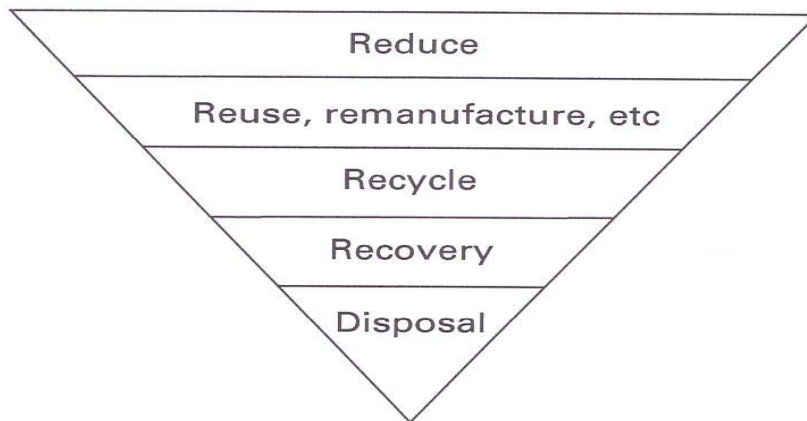 Reduce
Reuse, remanufacture, etc
Recycle
Recovery
Disposal